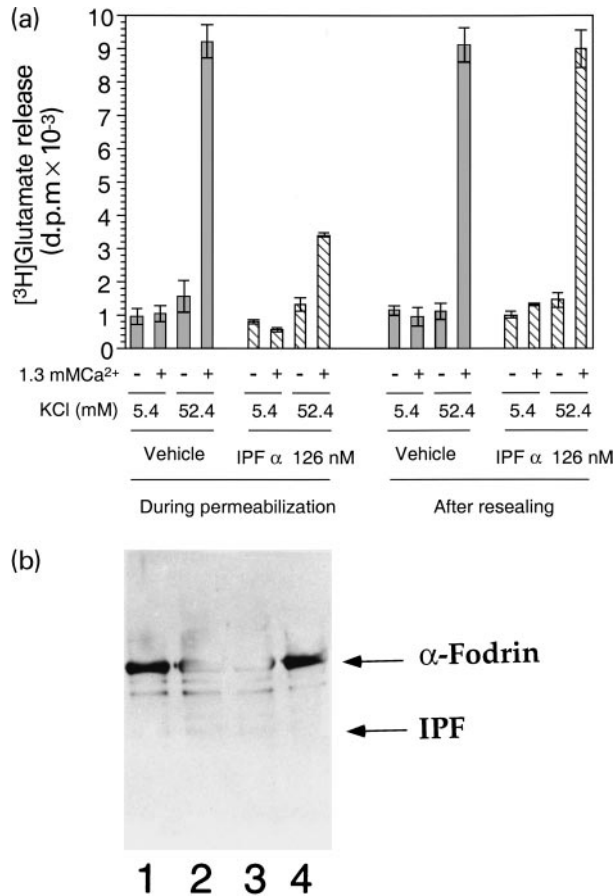 (a)
[³H]Glutamate release
(d.p.m × 10⁻³)
10
9
8
7
6
5
4
3
2
1
0
1.3 mMCa²⁺ - + - + - + - + - + - + - + - +
KCl (mM) 5.4 52.4 5.4 52.4 5.4 52.4 5.4 52.4
Vehicle IPF α 126 nM Vehicle IPF α 126 nM
During permeabilization After resealing
(b)
α-Fodrin
IPF
1 2 3 4